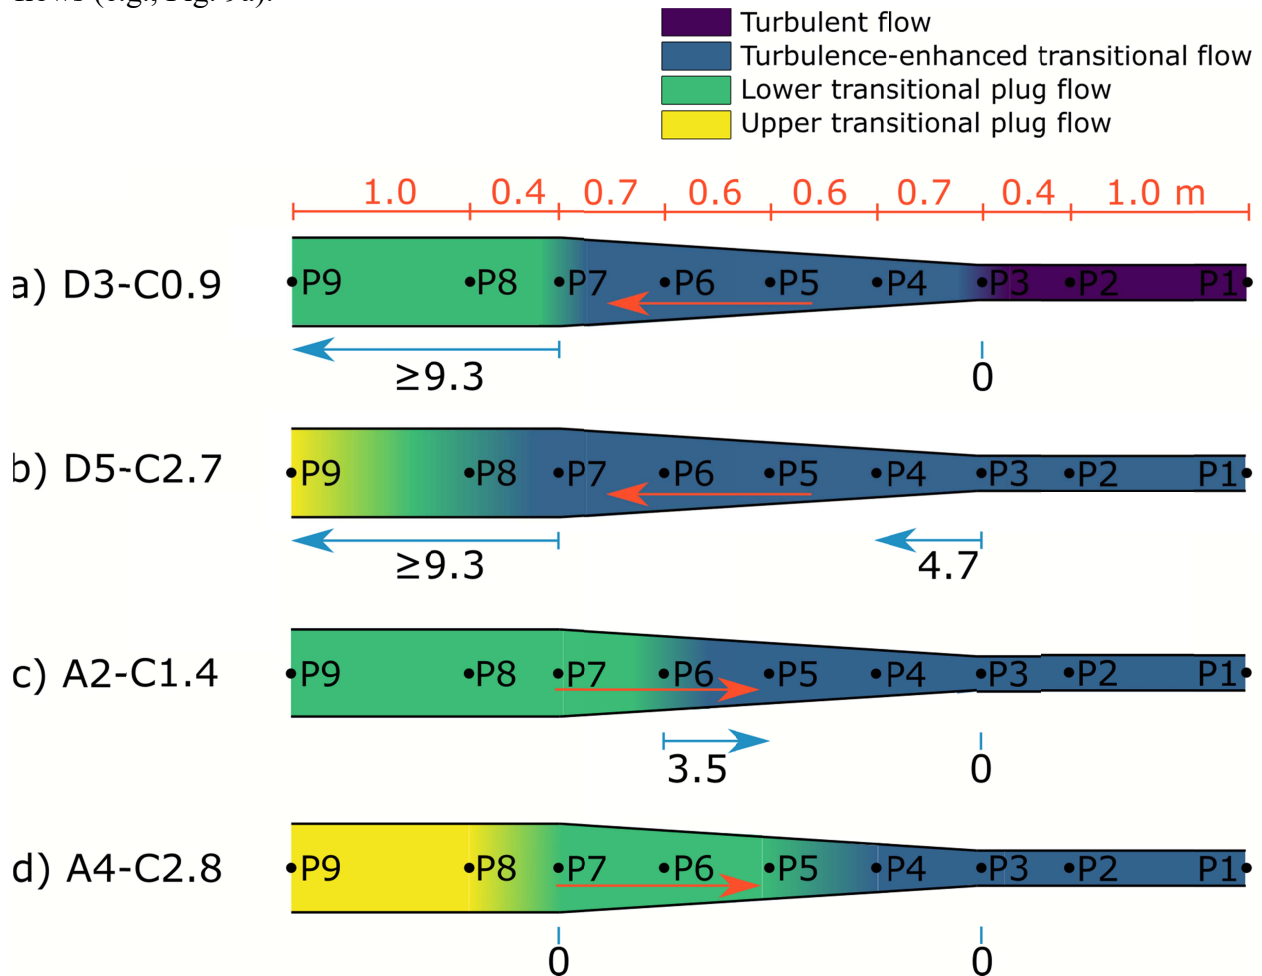 Turbulent flow
Turbulence-enhanced transitional flow
Lower transitional plug flow
Upper transitional plug flow
1.0 0.4 0.7 0.6 0.6 0.7 0.4 1.0 m
a) D3-C0.9 P9 P8 P7 P6 P5 P4 P3 P2 P1
≥9.3 0
b) D5-C2.7 P9 P8 P7 P6 P5 P4 P3 P2 P1
≥9.3 4.7
c) A2-C1.4 P9 P8 P7 P6 P5 P4 P3 P2 P1
3.5 0
d) A4-C2.8 P9 P8 P7 P6 P5 P4 P3 P2 P1
0 0